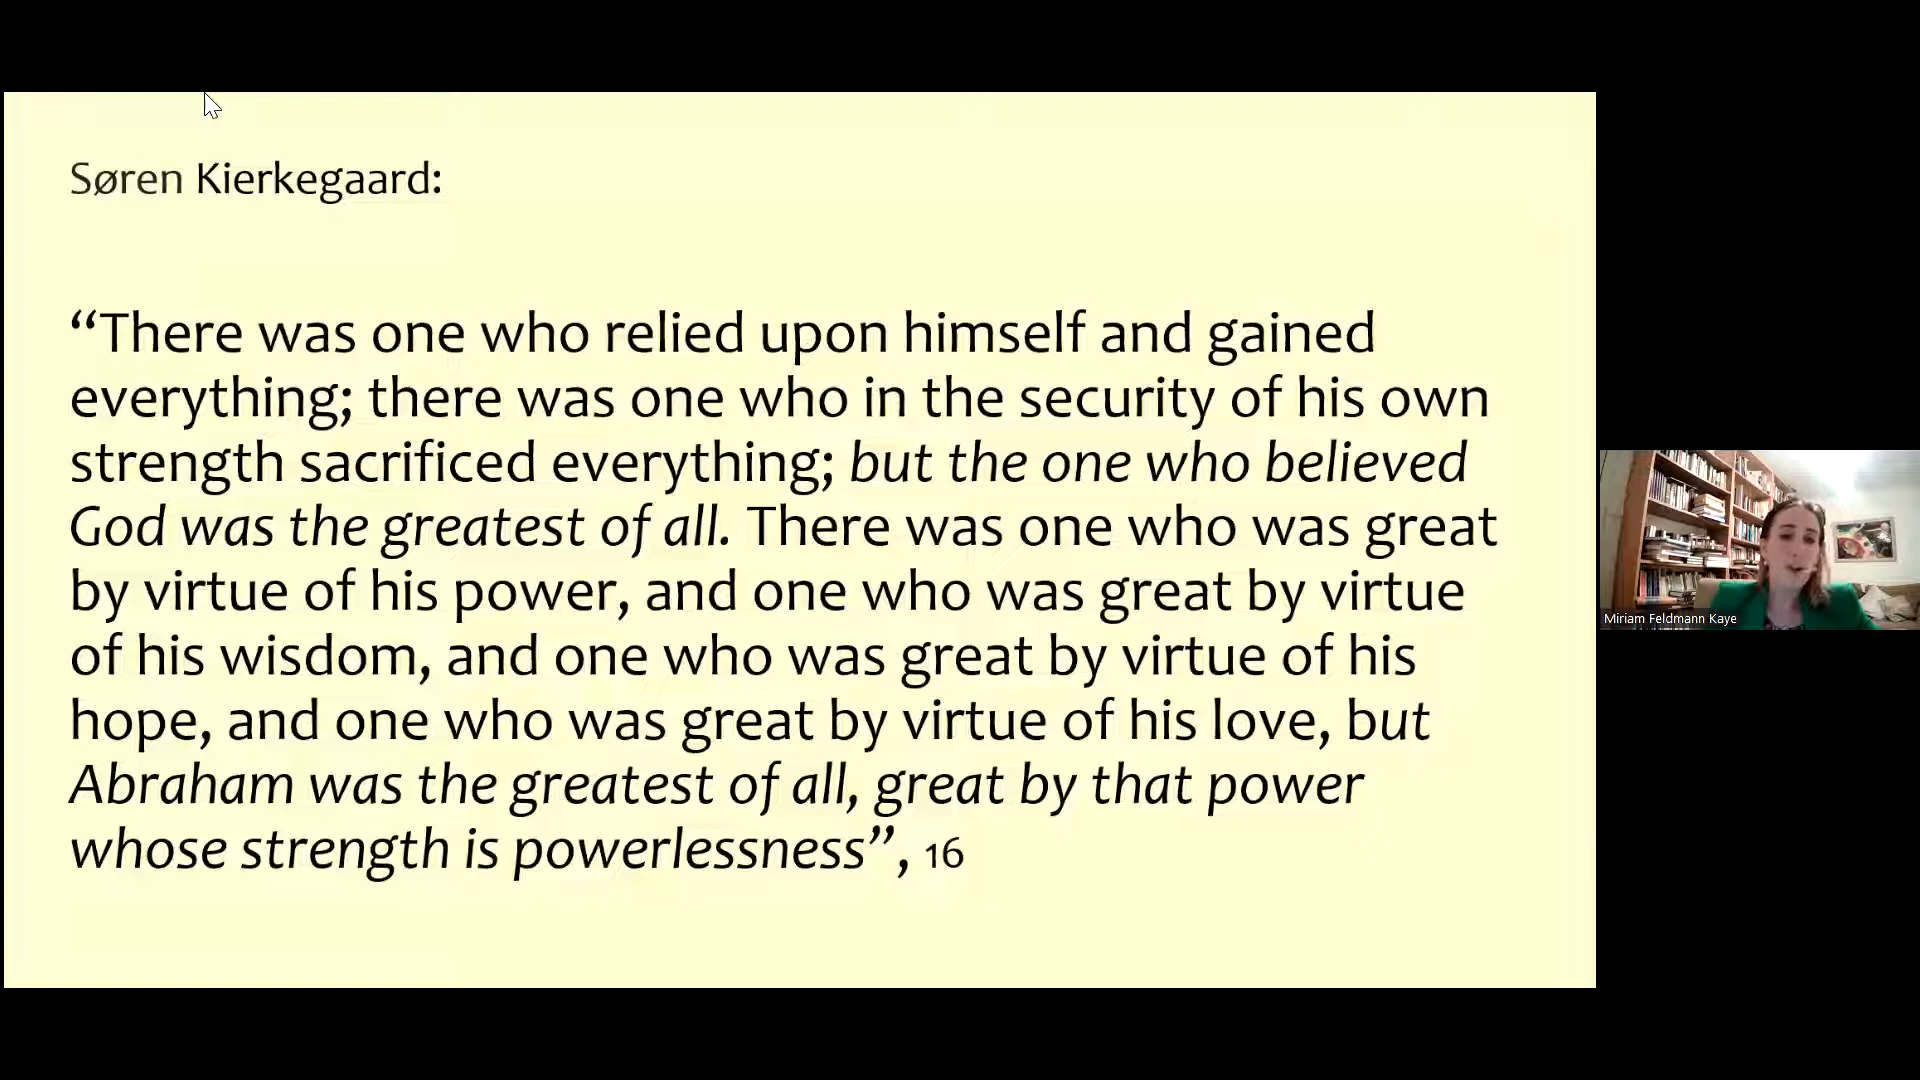 Søren Kierkegaard:
“There was one who relied upon himself and gained
everything; there was one who in the security of his own
strength sacrificed everything; but the one who believed
God was the greatest of all. There was one who was great
by virtue of his power, and one who was great by virtue
of his wisdom, and one who was great by virtue of his
hope, and one who was great by virtue of his love, but
Abraham was the greatest of all, great by that power
whose strength is powerlessness”, 16
Miriam Feldmann Kaye